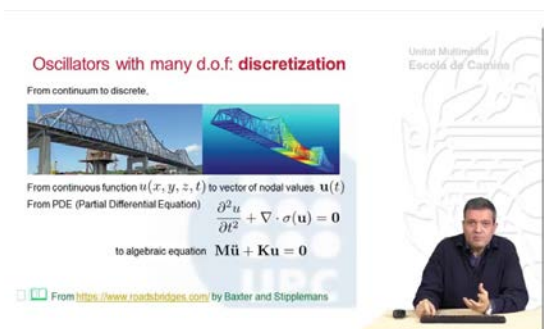 Unitat Multimèdia
Escola de Camins
Oscillators with many d.o.f: discretization
From continuum to discrete,
From continuous function u(x, y, z, t) to vector of nodal values u(t)
From PDE (Partial Differential Equation) ∂²u/∂t² + ∇ · σ(u) = 0
to algebraic equation Mü + Ku = 0
UPC
From https://www.roadsbridges.com/ by Baxter and Stipplemans